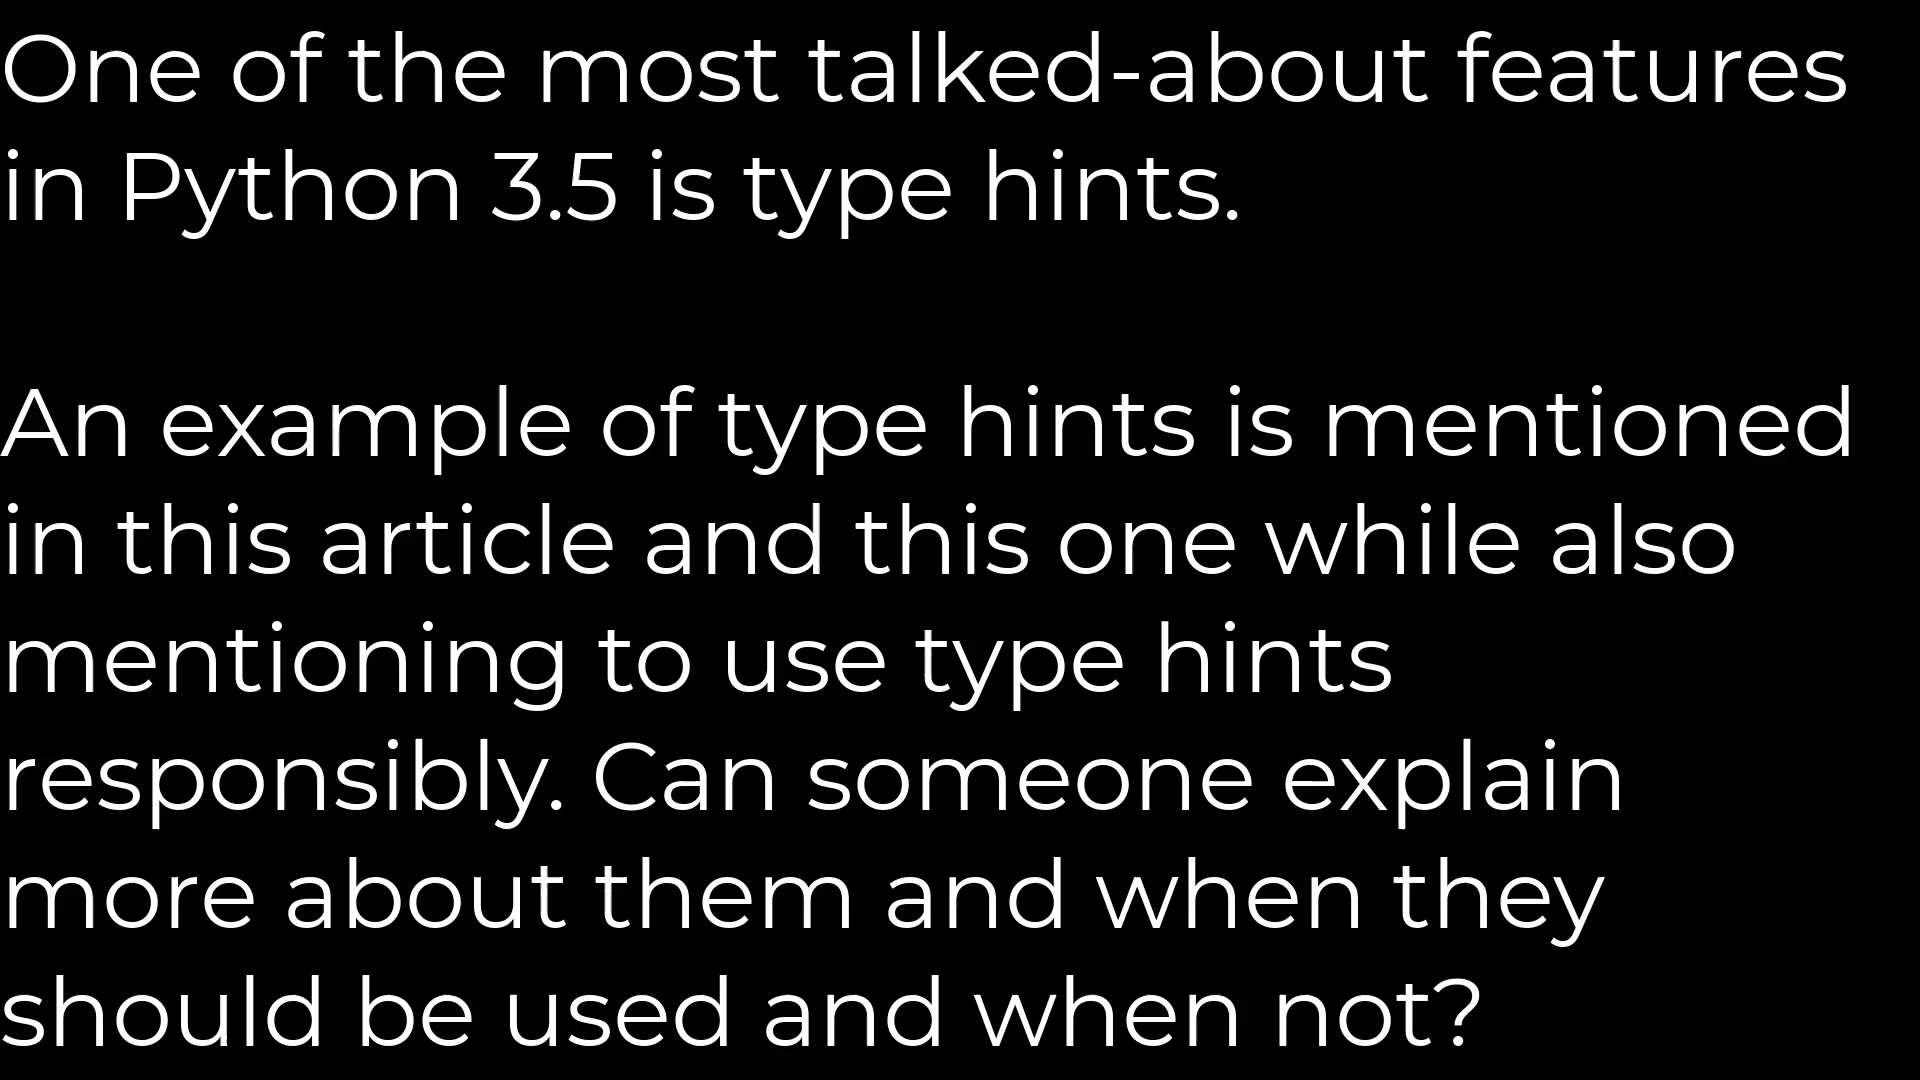 One of the most talked-about features
in Python 3.5 is type hints.
An example of type hints is mentioned
in this article and this one while also
mentioning to use type hints
responsibly. Can someone explain
more about them and when they
should be used and when not?